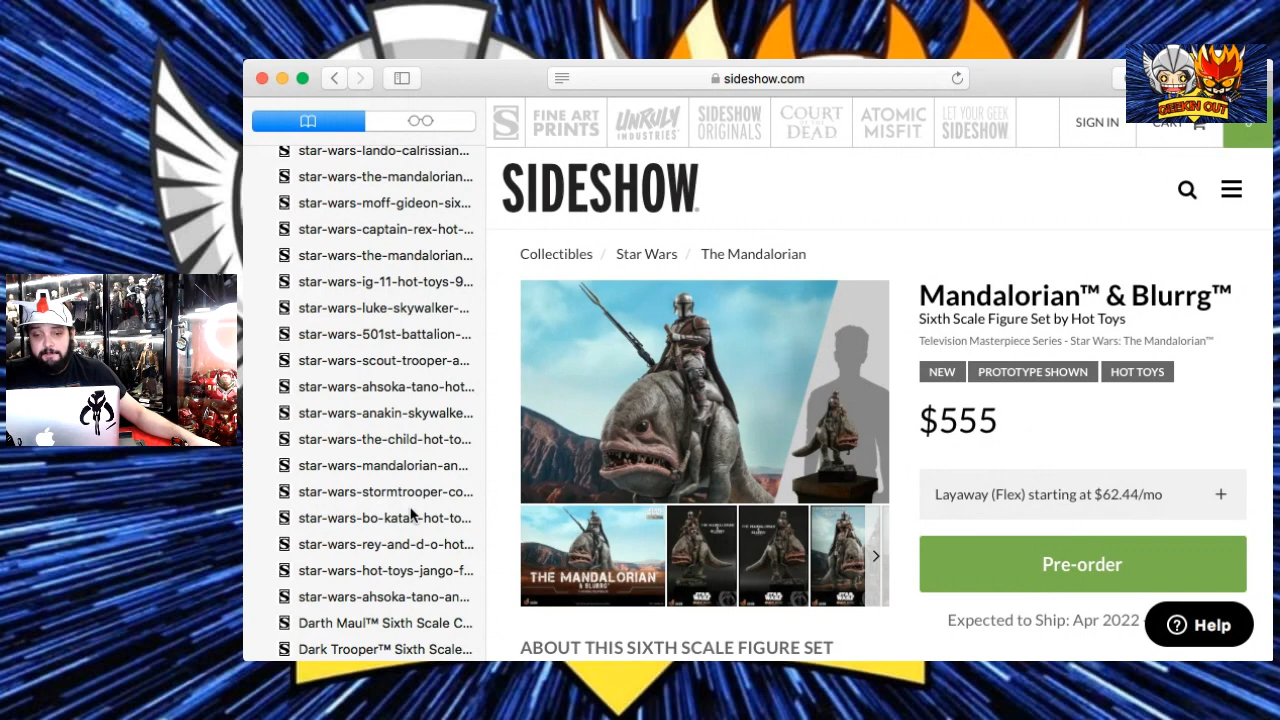 sideshow.com
GEEKIN OUT
S FINE ART PRINTS
UNRULY INDUSTRIES
SIDESHOW ORIGINALS
COURT OF THE DEAD
ATOMIC MISFIT
LET YOUR GEEK SIDESHOW
SIGN IN
CART
SIDESHOW
star-wars-lando-calrissian...
star-wars-the-mandalorian...
star-wars-moff-gideon-six...
star-wars-captain-rex-hot-...
star-wars-the-mandalorian...
star-wars-ig-11-hot-toys-9...
star-wars-luke-skywalker-...
star-wars-501st-battalion-...
star-wars-scout-trooper-a...
star-wars-ahsoka-tano-hot...
star-wars-anakin-skywalke...
star-wars-the-child-hot-to...
star-wars-mandalorian-an...
star-wars-stormtrooper-co...
star-wars-bo-katan-hot-to...
star-wars-rey-and-d-o-hot...
star-wars-hot-toys-jango-f...
star-wars-ahsoka-tano-an...
Darth Maul™ Sixth Scale C...
Dark Trooper™ Sixth Scale...
Collectibles / Star Wars / The Mandalorian
THE MANDALORIAN
& BLURRG
Mandalorian™ & Blurrg™
Sixth Scale Figure Set by Hot Toys
Television Masterpiece Series - Star Wars: The Mandalorian™
NEW PROTOTYPE SHOWN HOT TOYS
$555
Layaway (Flex) starting at $62.44/mo +
Pre-order
Expected to Ship: Apr 2022 -
Help
ABOUT THIS SIXTH SCALE FIGURE SET